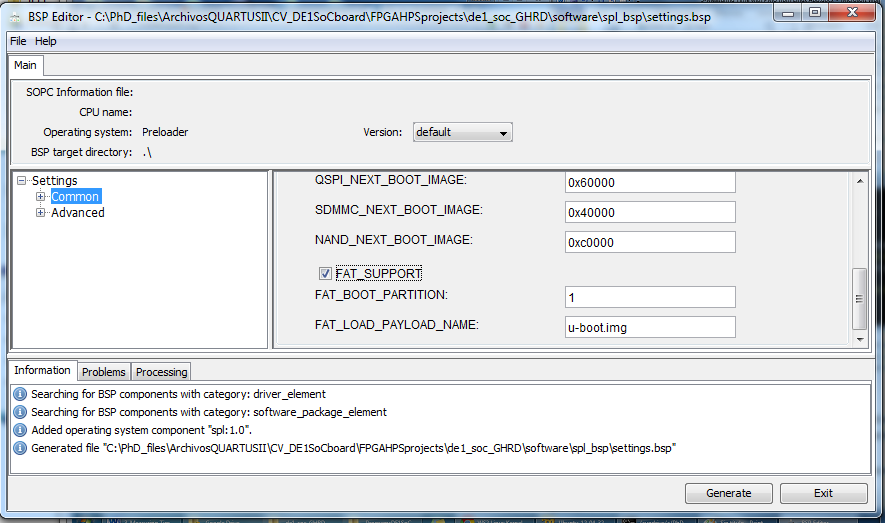 BSP Editor - C:\PhD_files\ArchivosQUARTUSII\CV_DE1SoCboard\FPGAHPSprojects\de1_soc_GHRD\software\spl_bsp\settings.bsp
File Help
Main
SOPC Information file:
CPU name:
Operating system: Preloader Version: default
BSP target directory: .\
Settings
Common
Advanced
QSPI_NEXT_BOOT_IMAGE: 0x60000
SDMMC_NEXT_BOOT_IMAGE: 0x40000
NAND_NEXT_BOOT_IMAGE: 0xc0000
FAT_SUPPORT
FAT_BOOT_PARTITION: 1
FAT_LOAD_PAYLOAD_NAME: u-boot.img
Information Problems Processing
Searching for BSP components with category: driver_element
Searching for BSP components with category: software_package_element
Added operating system component "spl:1.0".
Generated file "C:\PhD_files\ArchivosQUARTUSII\CV_DE1SoCboard\FPGAHPSprojects\de1_soc_GHRD\software\spl_bsp\settings.bsp"
Generate Exit